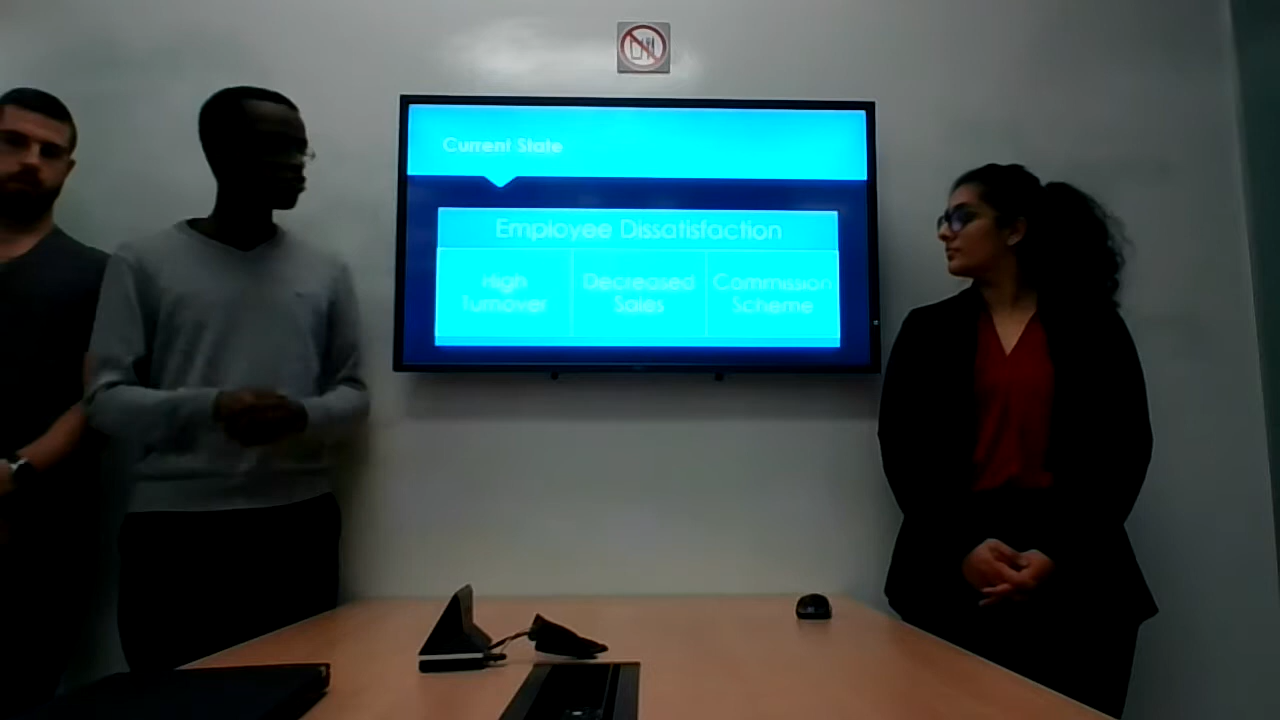 Current State
Employee Dissatisfaction
High
Turnover
Decreased
Sales
Commission
Scheme